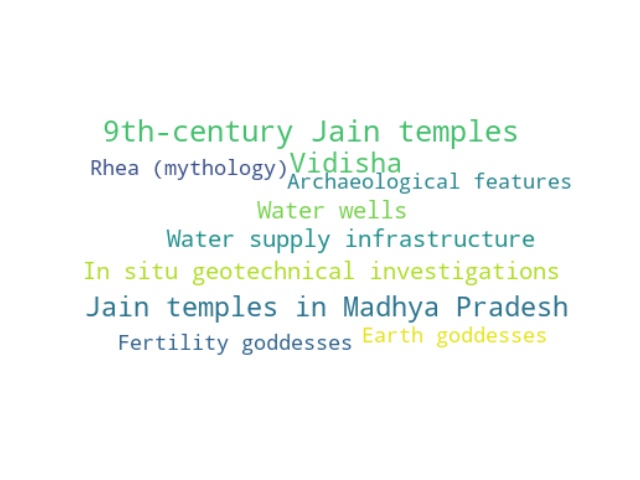 9th-century Jain temples
Rhea (mythology) Vidisha
Archaeological features
Water wells
Water supply infrastructure
In situ geotechnical investigations
Jain temples in Madhya Pradesh
Fertility goddesses Earth goddesses